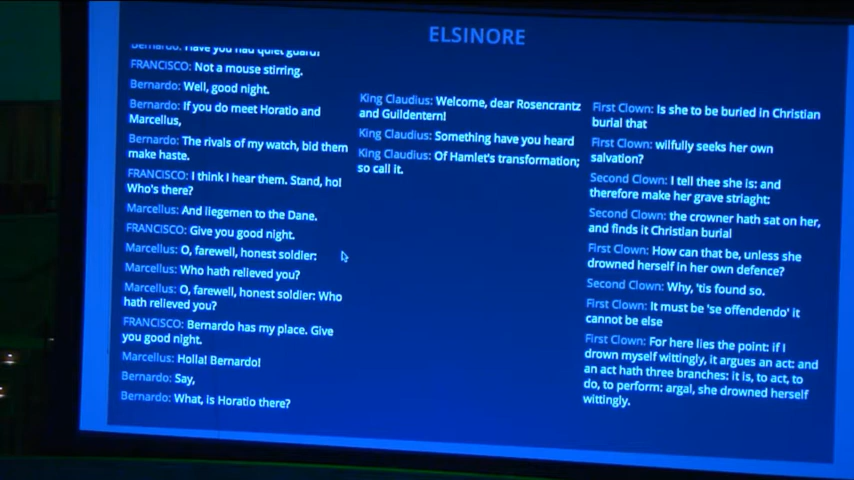 ELSINORE
Bernardo: Have you had quiet guard?
FRANCISCO: Not a mouse stirring.
Bernardo: Well, good night.
Bernardo: If you do meet Horatio and
Marcellus,
Bernardo: The rivals of my watch, bid them
make haste.
FRANCISCO: I think I hear them. Stand, ho!
Who's there?
Marcellus: And liegemen to the Dane.
FRANCISCO: Give you good night.
Marcellus: O, farewell, honest soldier:
Marcellus: Who hath relieved you?
Marcellus: O, farewell, honest soldier: Who
hath relieved you?
FRANCISCO: Bernardo has my place. Give
you good night.
Marcellus: Holla! Bernardo!
Bernardo: Say,
Bernardo: What, is Horatio there?
King Claudius: Welcome, dear Rosencrantz
and Guildentern!
King Claudius: Something have you heard
King Claudius: Of Hamlet's transformation;
so call it.
First Clown: Is she to be buried in Christian
burial that
First Clown: wilfully seeks her own
salvation?
Second Clown: I tell thee she is: and
therefore make her grave striaght:
Second Clown: the crowner hath sat on her,
and finds it Christian burial
First Clown: How can that be, unless she
drowned herself in her own defence?
Second Clown: Why, 'tis found so.
First Clown: It must be 'se offendendo' it
cannot be else
First Clown: For here lies the point: if I
drown myself wittingly, it argues an act: and
an act hath three branches: it is, to act, to
do, to perform: argal, she drowned herself
wittingly.